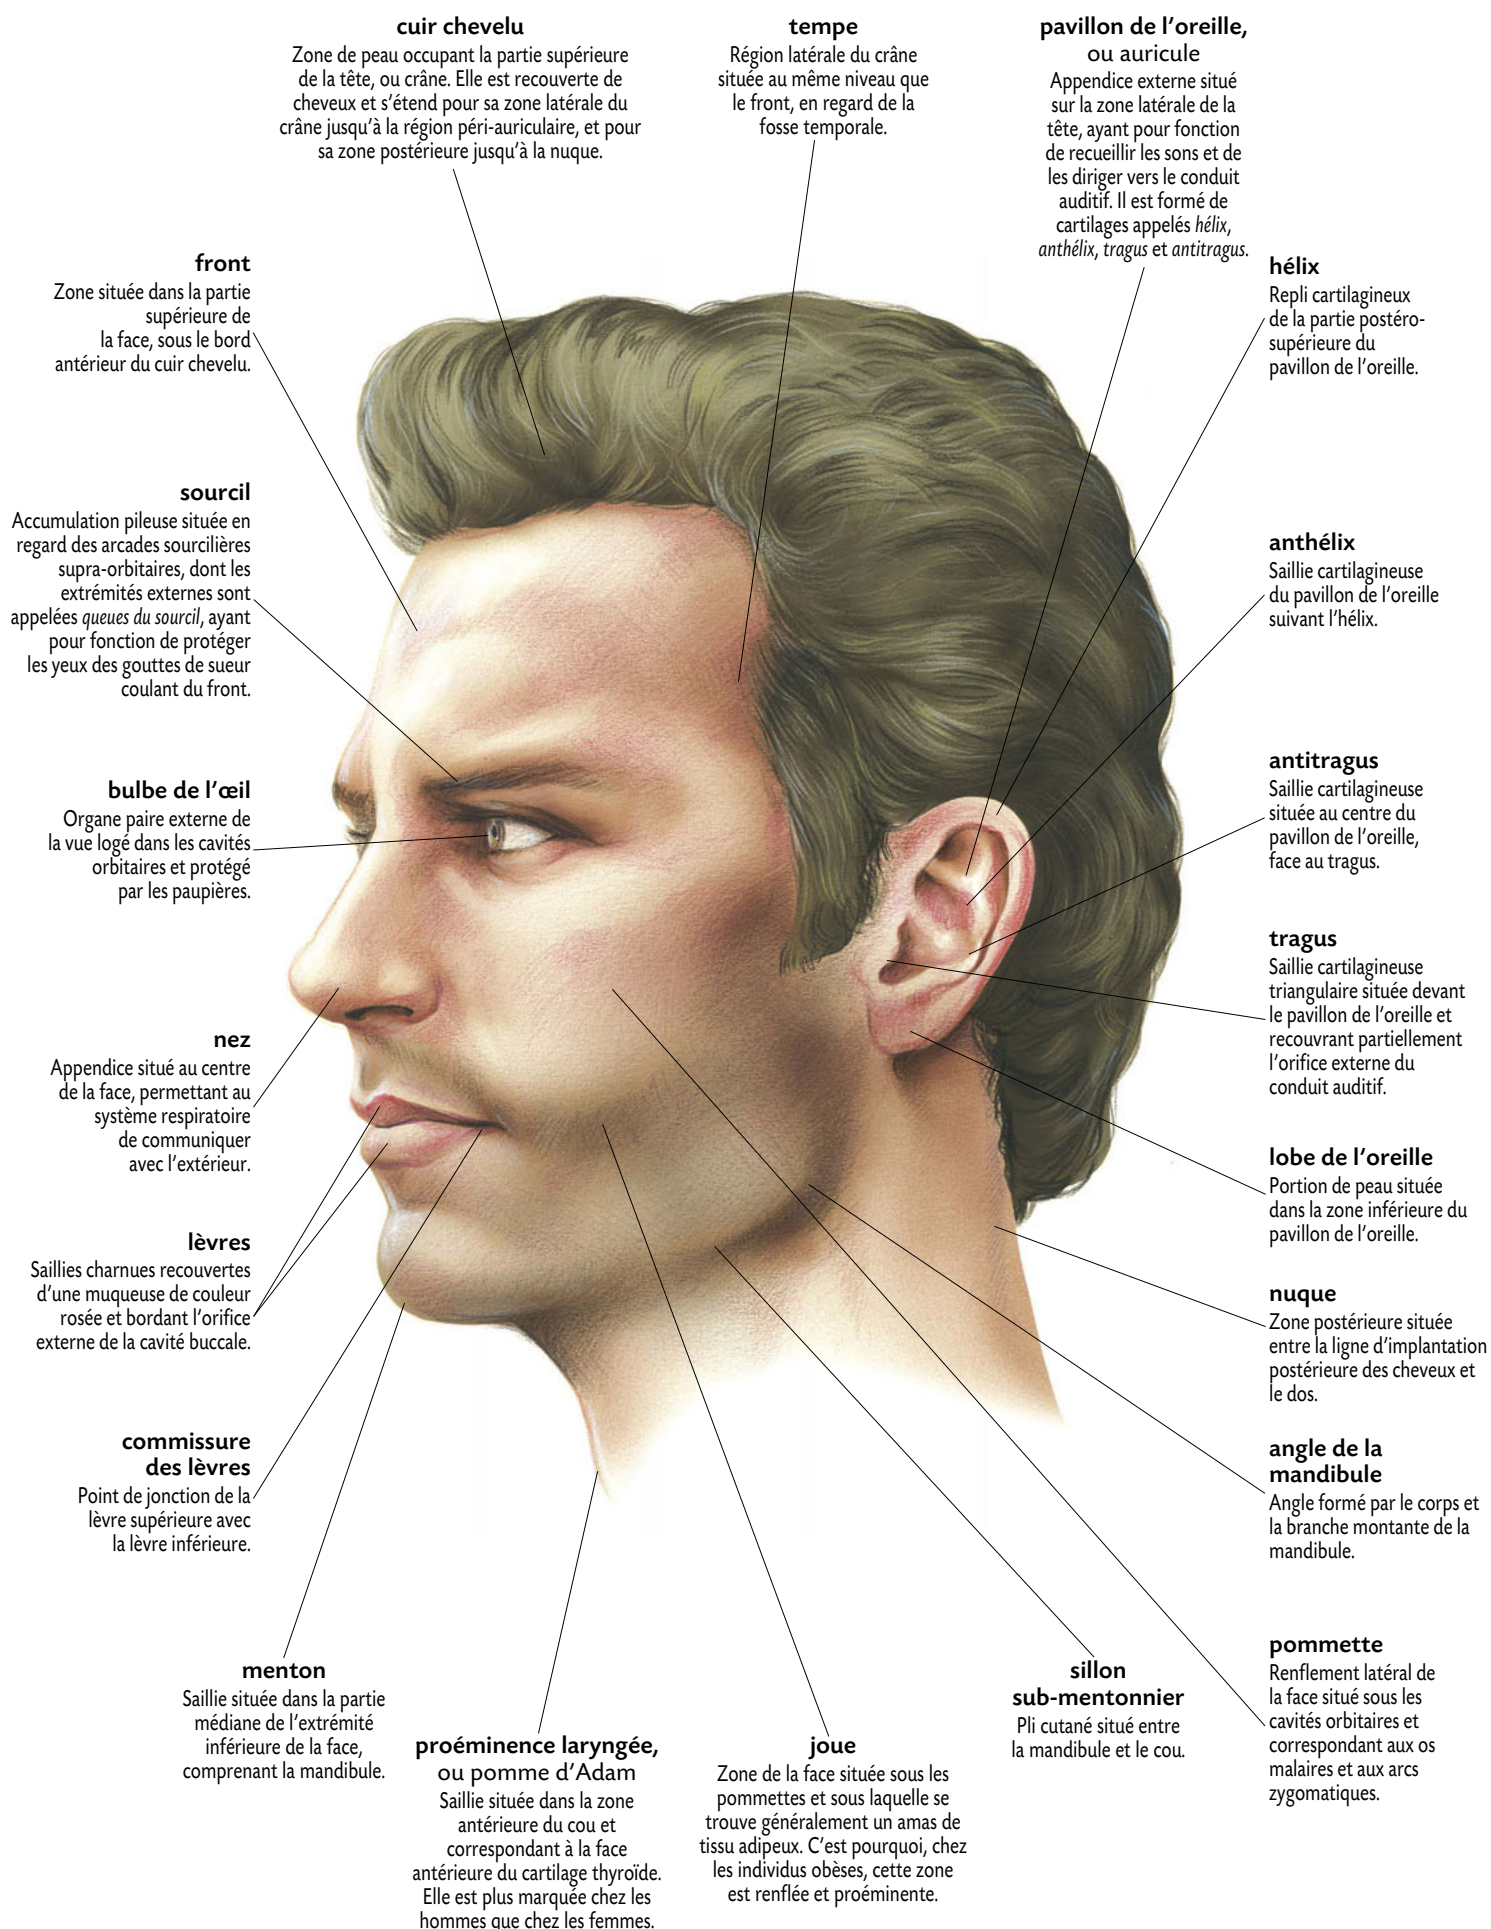 cuir chevelu
Zone de peau occupant la partie supérieure
de la tête, ou crâne. Elle est recouverte de
cheveux et s’étend pour sa zone latérale du
crâne jusqu’à la région péri-auriculaire, et pour
sa zone postérieure jusqu’à la nuque.
tempe
Région latérale du crâne
située au même niveau que
le front, en regard de la
fosse temporale.
pavillon de l’oreille,
ou auricule
Appendice externe situé
sur la zone latérale de la
tête, ayant pour fonction
de recueillir les sons et de
les diriger vers le conduit
auditif. Il est formé de
cartilages appelés hélix,
anthélix, tragus et antitragus.
front
Zone située dans la partie
supérieure de
la face, sous le bord
antérieur du cuir chevelu.
sourcil
Accumulation pileuse située en
regard des arcades sourcilières
supra-orbitaires, dont les
extrémités externes sont
appelées queues du sourcil, ayant
pour fonction de protéger
les yeux des gouttes de sueur
coulant du front.
bulbe de l’œil
Organe paire externe de
la vue logé dans les cavités
orbitaires et protégé
par les paupières.
nez
Appendice situé au centre
de la face, permettant au
système respiratoire
de communiquer
avec l’extérieur.
lèvres
Saillies charnues recouvertes
d’une muqueuse de couleur
rosée et bordant l’orifice
externe de la cavité buccale.
commissure
des lèvres
Point de jonction de la
lèvre supérieure avec
la lèvre inférieure.
hélix
Repli cartilagineux
de la partie postéro-
supérieure du
pavillon de l’oreille.
anthélix
Saillie cartilagineuse
du pavillon de l’oreille
suivant l’hélix.
antitragus
Saillie cartilagineuse
située au centre du
pavillon de l’oreille,
face au tragus.
tragus
Saillie cartilagineuse
triangulaire située devant
le pavillon de l’oreille et
recouvrant partiellement
l’orifice externe du
conduit auditif.
lobe de l’oreille
Portion de peau située
dans la zone inférieure du
pavillon de l’oreille.
nuque
Zone postérieure située
entre la ligne d’implantation
postérieure des cheveux et
le dos.
angle de la
mandibule
Angle formé par le corps et
la branche montante de la
mandibule.
pommette
Renflement latéral de
la face situé sous les
cavités orbitaires et
correspondant aux os
malaires et aux arcs
zygomatiques.
menton
Saillie située dans la partie
médiane de l’extrémité
inférieure de la face,
comprenant la mandibule.
proéminence laryngée,
ou pomme d’Adam
Saillie située dans la zone
antérieure du cou et
correspondant à la face
antérieure du cartilage thyroïde.
Elle est plus marquée chez les
hommes que chez les femmes.
joue
Zone de la face située sous les
pommettes et sous laquelle se
trouve généralement un amas de
tissu adipeux. C’est pourquoi, chez
les individus obèses, cette zone
est renflée et proéminente.
sillon
sub-mentonnier
Pli cutané situé entre
la mandibule et le cou.